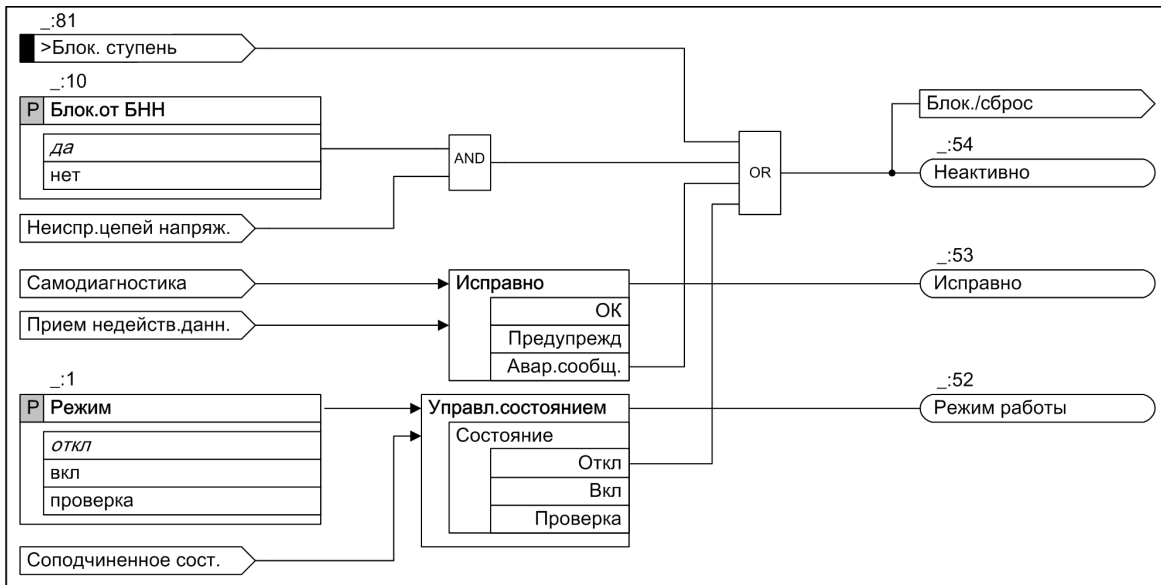 _:81
>Блок. ступень
_:10
P Блок.от БНН
да
нет
Неиспр.цепей напряж.
AND
OR
Блок./сброс
_:54
Неактивно
Самодиагностика
Прием недейств.данн.
Исправно
ОК
Предупрежд
Авар.сообщ.
_:53
Исправно
_:1
P Режим
откл
вкл
проверка
Соподчиненное сост.
Управл.состоянием
Состояние
Откл
Вкл
Проверка
_:52
Режим работы